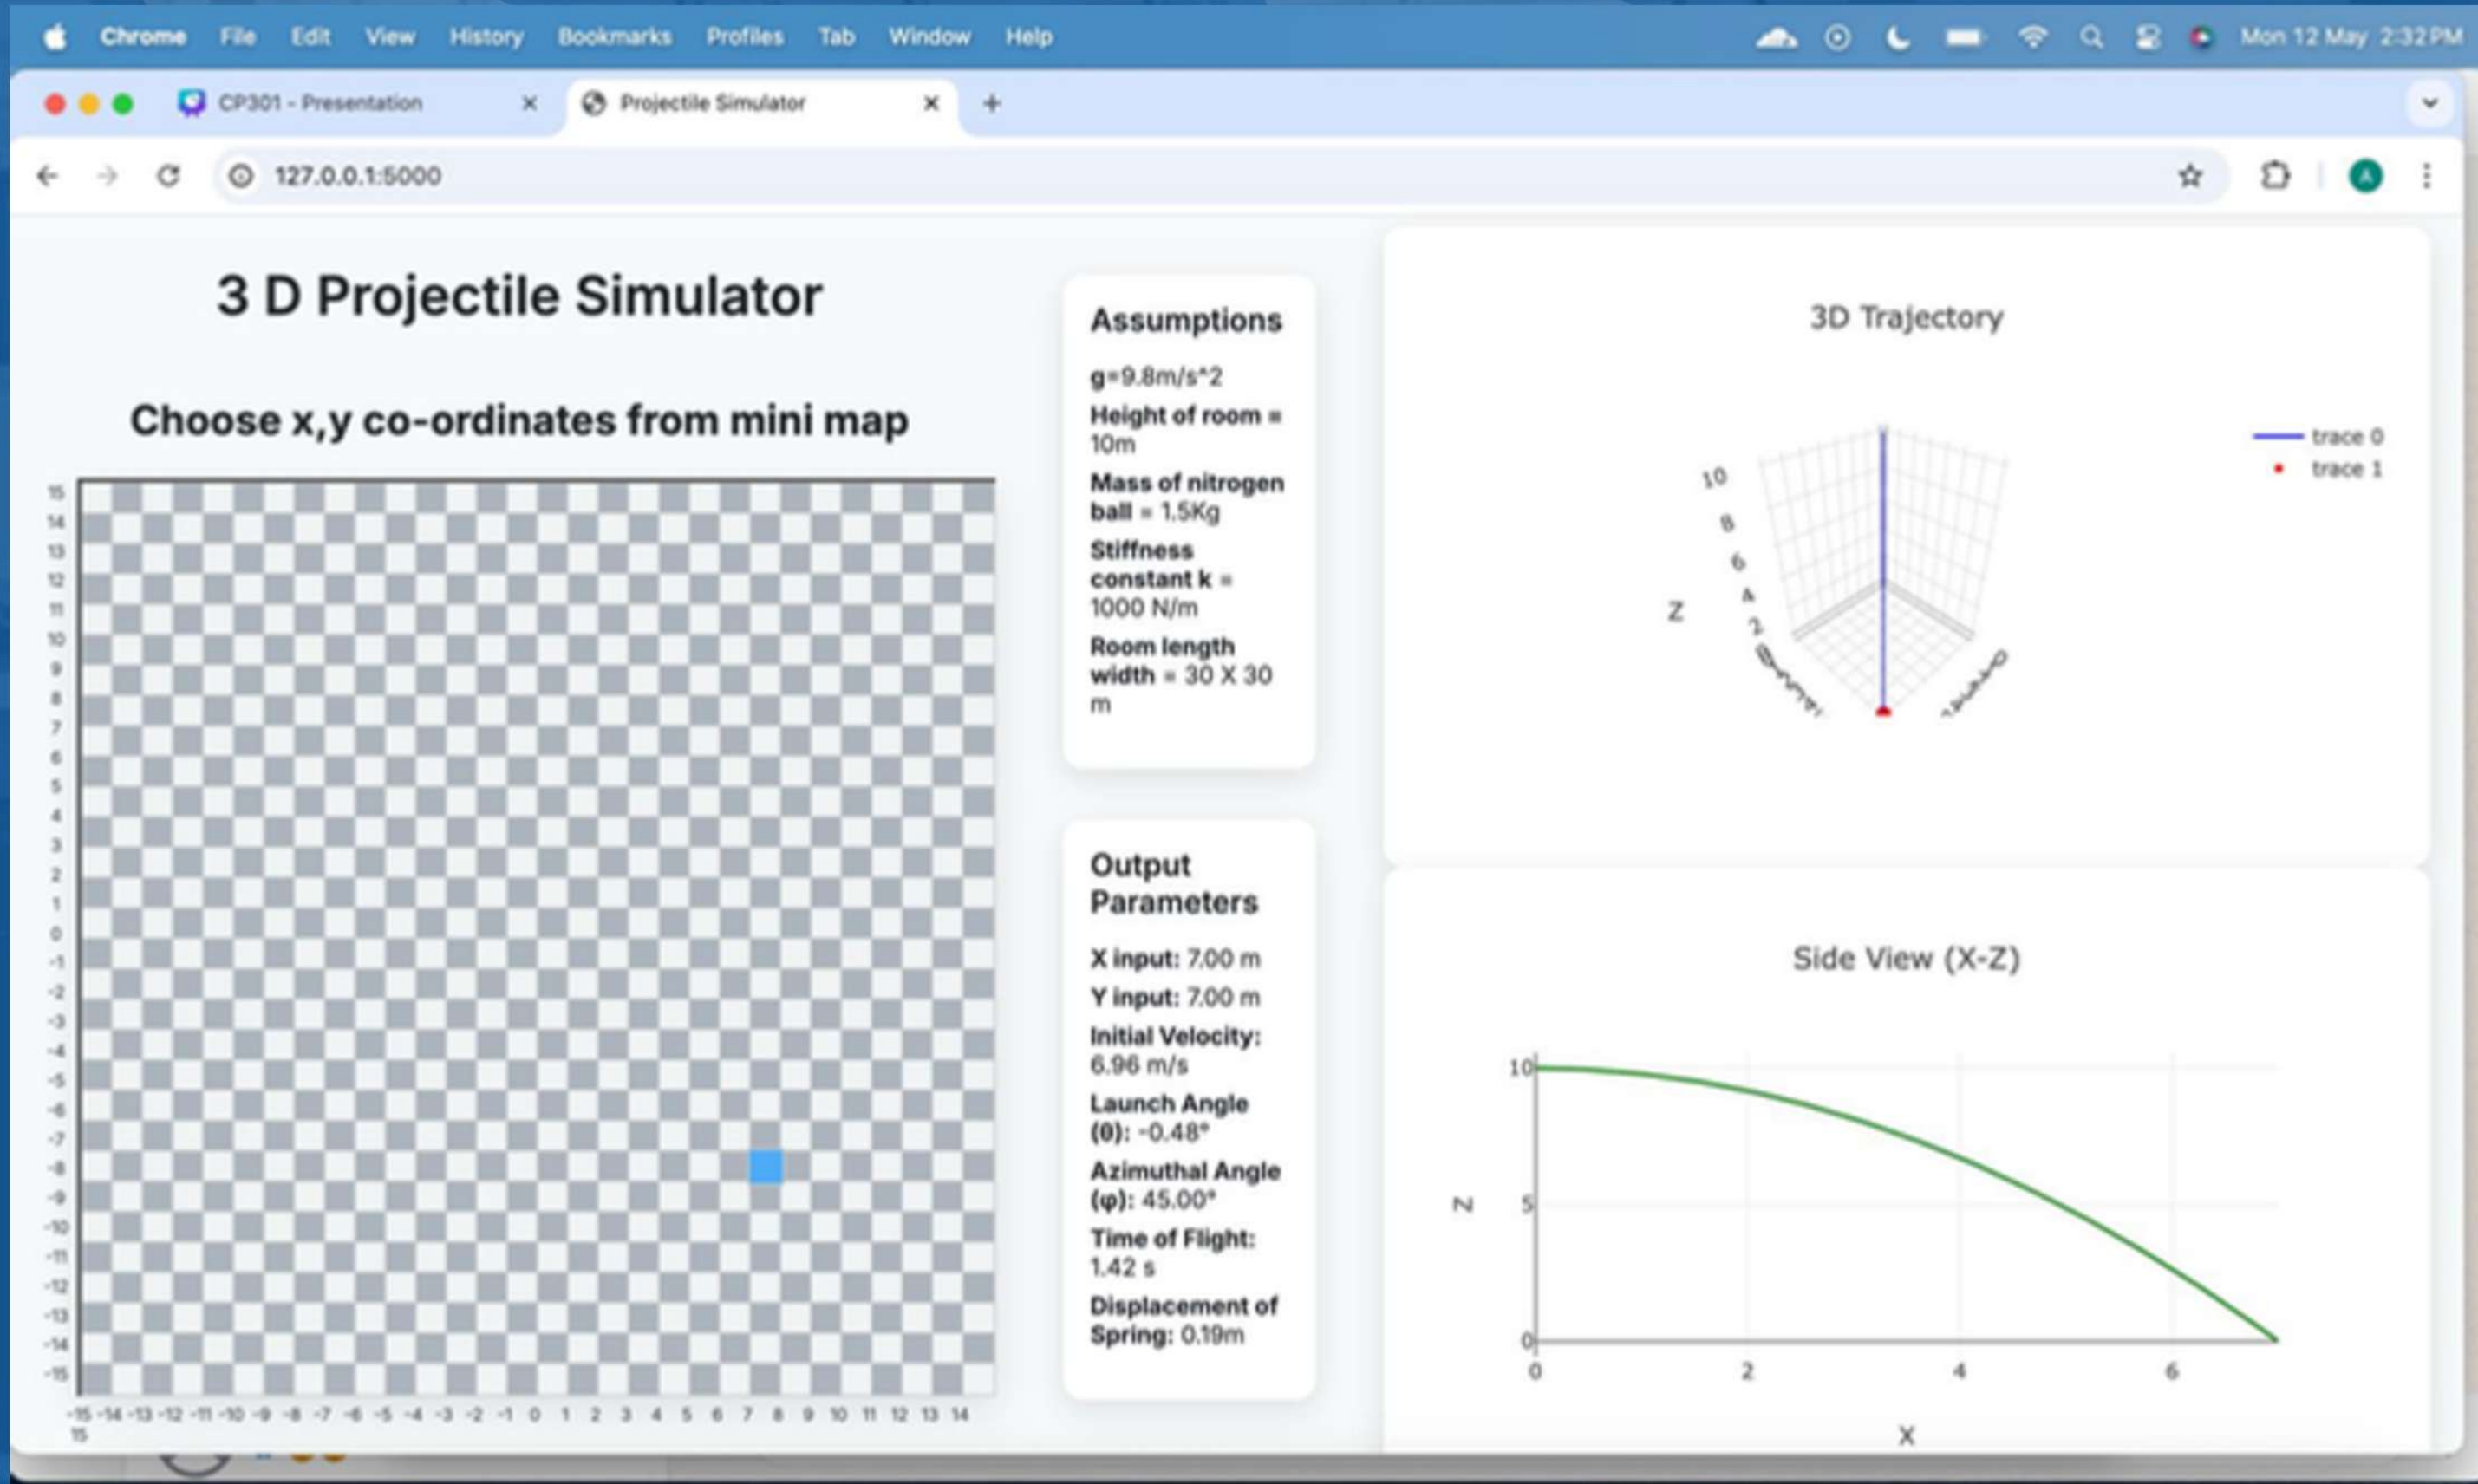 Chrome File Edit View History Bookmarks Profiles Tab Window Help Mon 12 May 2:32 PM
CP301 - Presentation
Projectile Simulator
127.0.0.1:5000
A
3 D Projectile Simulator
Choose x,y co-ordinates from mini map
15
14
13
12
11
10
9
8
7
6
5
4
3
2
1
0
-1
-2
-3
-4
-5
-6
-7
-8
-9
-10
-11
-12
-13
-14
-15
-15 -14 -13 -12 -11 -10 -9 -8 -7 -6 -5 -4 -3 -2 -1 0 1 2 3 4 5 6 7 8 9 10 11 12 13 14
15
Assumptions
g=9.8m/s^2
Height of room =
10m
Mass of nitrogen
ball = 1.5Kg
Stiffness
constant k =
1000 N/m
Room length
width = 30 X 30
m
Output
Parameters
X input: 7.00 m
Y input: 7.00 m
Initial Velocity:
6.96 m/s
Launch Angle
(θ): -0.48°
Azimuthal Angle
(φ): 45.00°
Time of Flight:
1.42 s
Displacement of
Spring: 0.19m
3D Trajectory
trace 0
trace 1
10
8
6
4
2
Z
0
Side View (X-Z)
10
5
0
Z
0 2 4 6
X